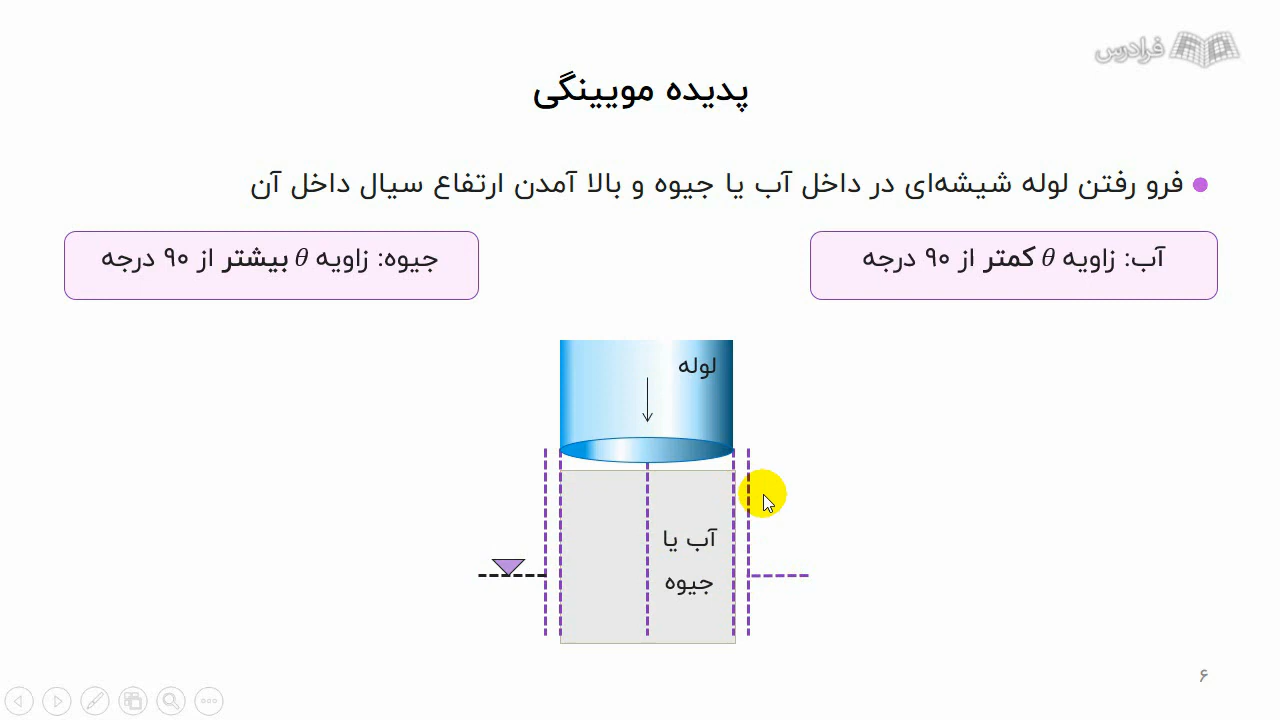 فرادرس
پدیده مویینگی
فرو رفتن لوله شیشه‌ای در داخل آب یا جیوه و بالا آمدن ارتفاع سیال داخل آن
آب: زاویه θ کمتر از ۹۰ درجه
جیوه: زاویه θ بیشتر از ۹۰ درجه
لوله
آب یا
جیوه
۶